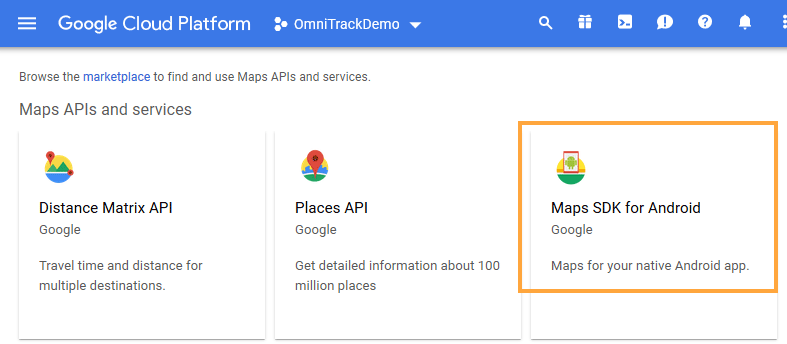 Google Cloud Platform OmniTrackDemo
Browse the marketplace to find and use Maps APIs and services.
Maps APIs and services
Distance Matrix API
Google
Travel time and distance for
multiple destinations.
Places API
Google
Get detailed information about 100
million places
Maps SDK for Android
Google
Maps for your native Android app.